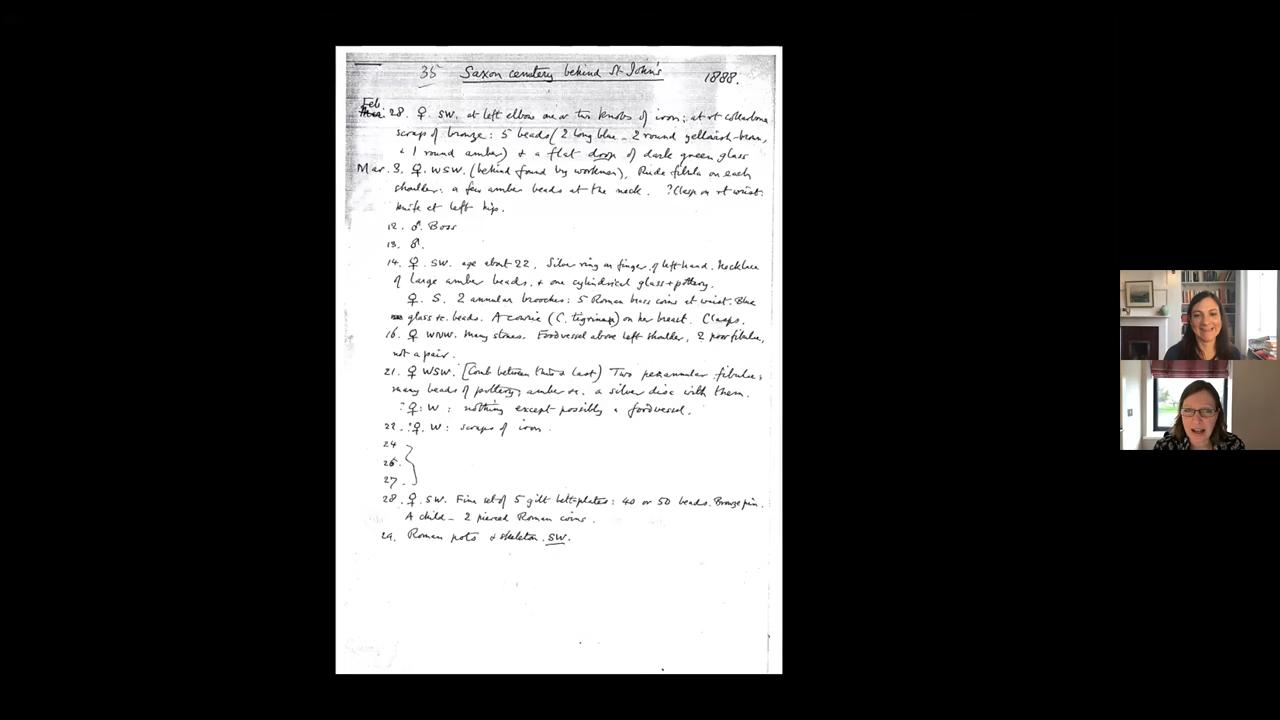 35 Saxon cemetery behind St John's 1888.
Feb.
Mar. 28. ♀ SW. at left elbow one or two knobs of iron; at rt collarbone
scraps of bronze: 5 beads (2 long blue – 2 round yellowish-brown,
+ 1 round amber) & a flat drop of dark green glass
Mar. 3. ♀ WSW. (behind found by workmen), Rude fibula on each
shoulder: a few amber beads at the neck. ?Clasp on rt wrist.
knife at left hip.
12. ♂. Boss
13. ♂.
14. ♀. SW. age about 22. Silver ring on finger of left hand. Necklace
of large amber beads, + one cylindrical glass + pottery.
♀. S. 2 annular brooches: 5 Roman brass coins at waist. Blue
glass &c. beads. A cowrie (C. tigrina) on her breast. Clasps.
16. ♀ WNW. many stones. Foodvessel above left shoulder, 2 poor fibulae,
not a pair.
21. ♀ WSW. [Comb between this & last) Two penannular fibulae;
many beads of pottery, amber &c. a silver disc with them.
?♀: W: nothing except possibly a foodvessel.
22. ?♀. W: scraps of iron.
24
26.
27.
28. ♀. SW. Fine set of 5 gilt belt-plates: 40 or 50 beads. Bronze pin.
A child – 2 pierced Roman coins.
29. Roman pots & skeleton. SW.